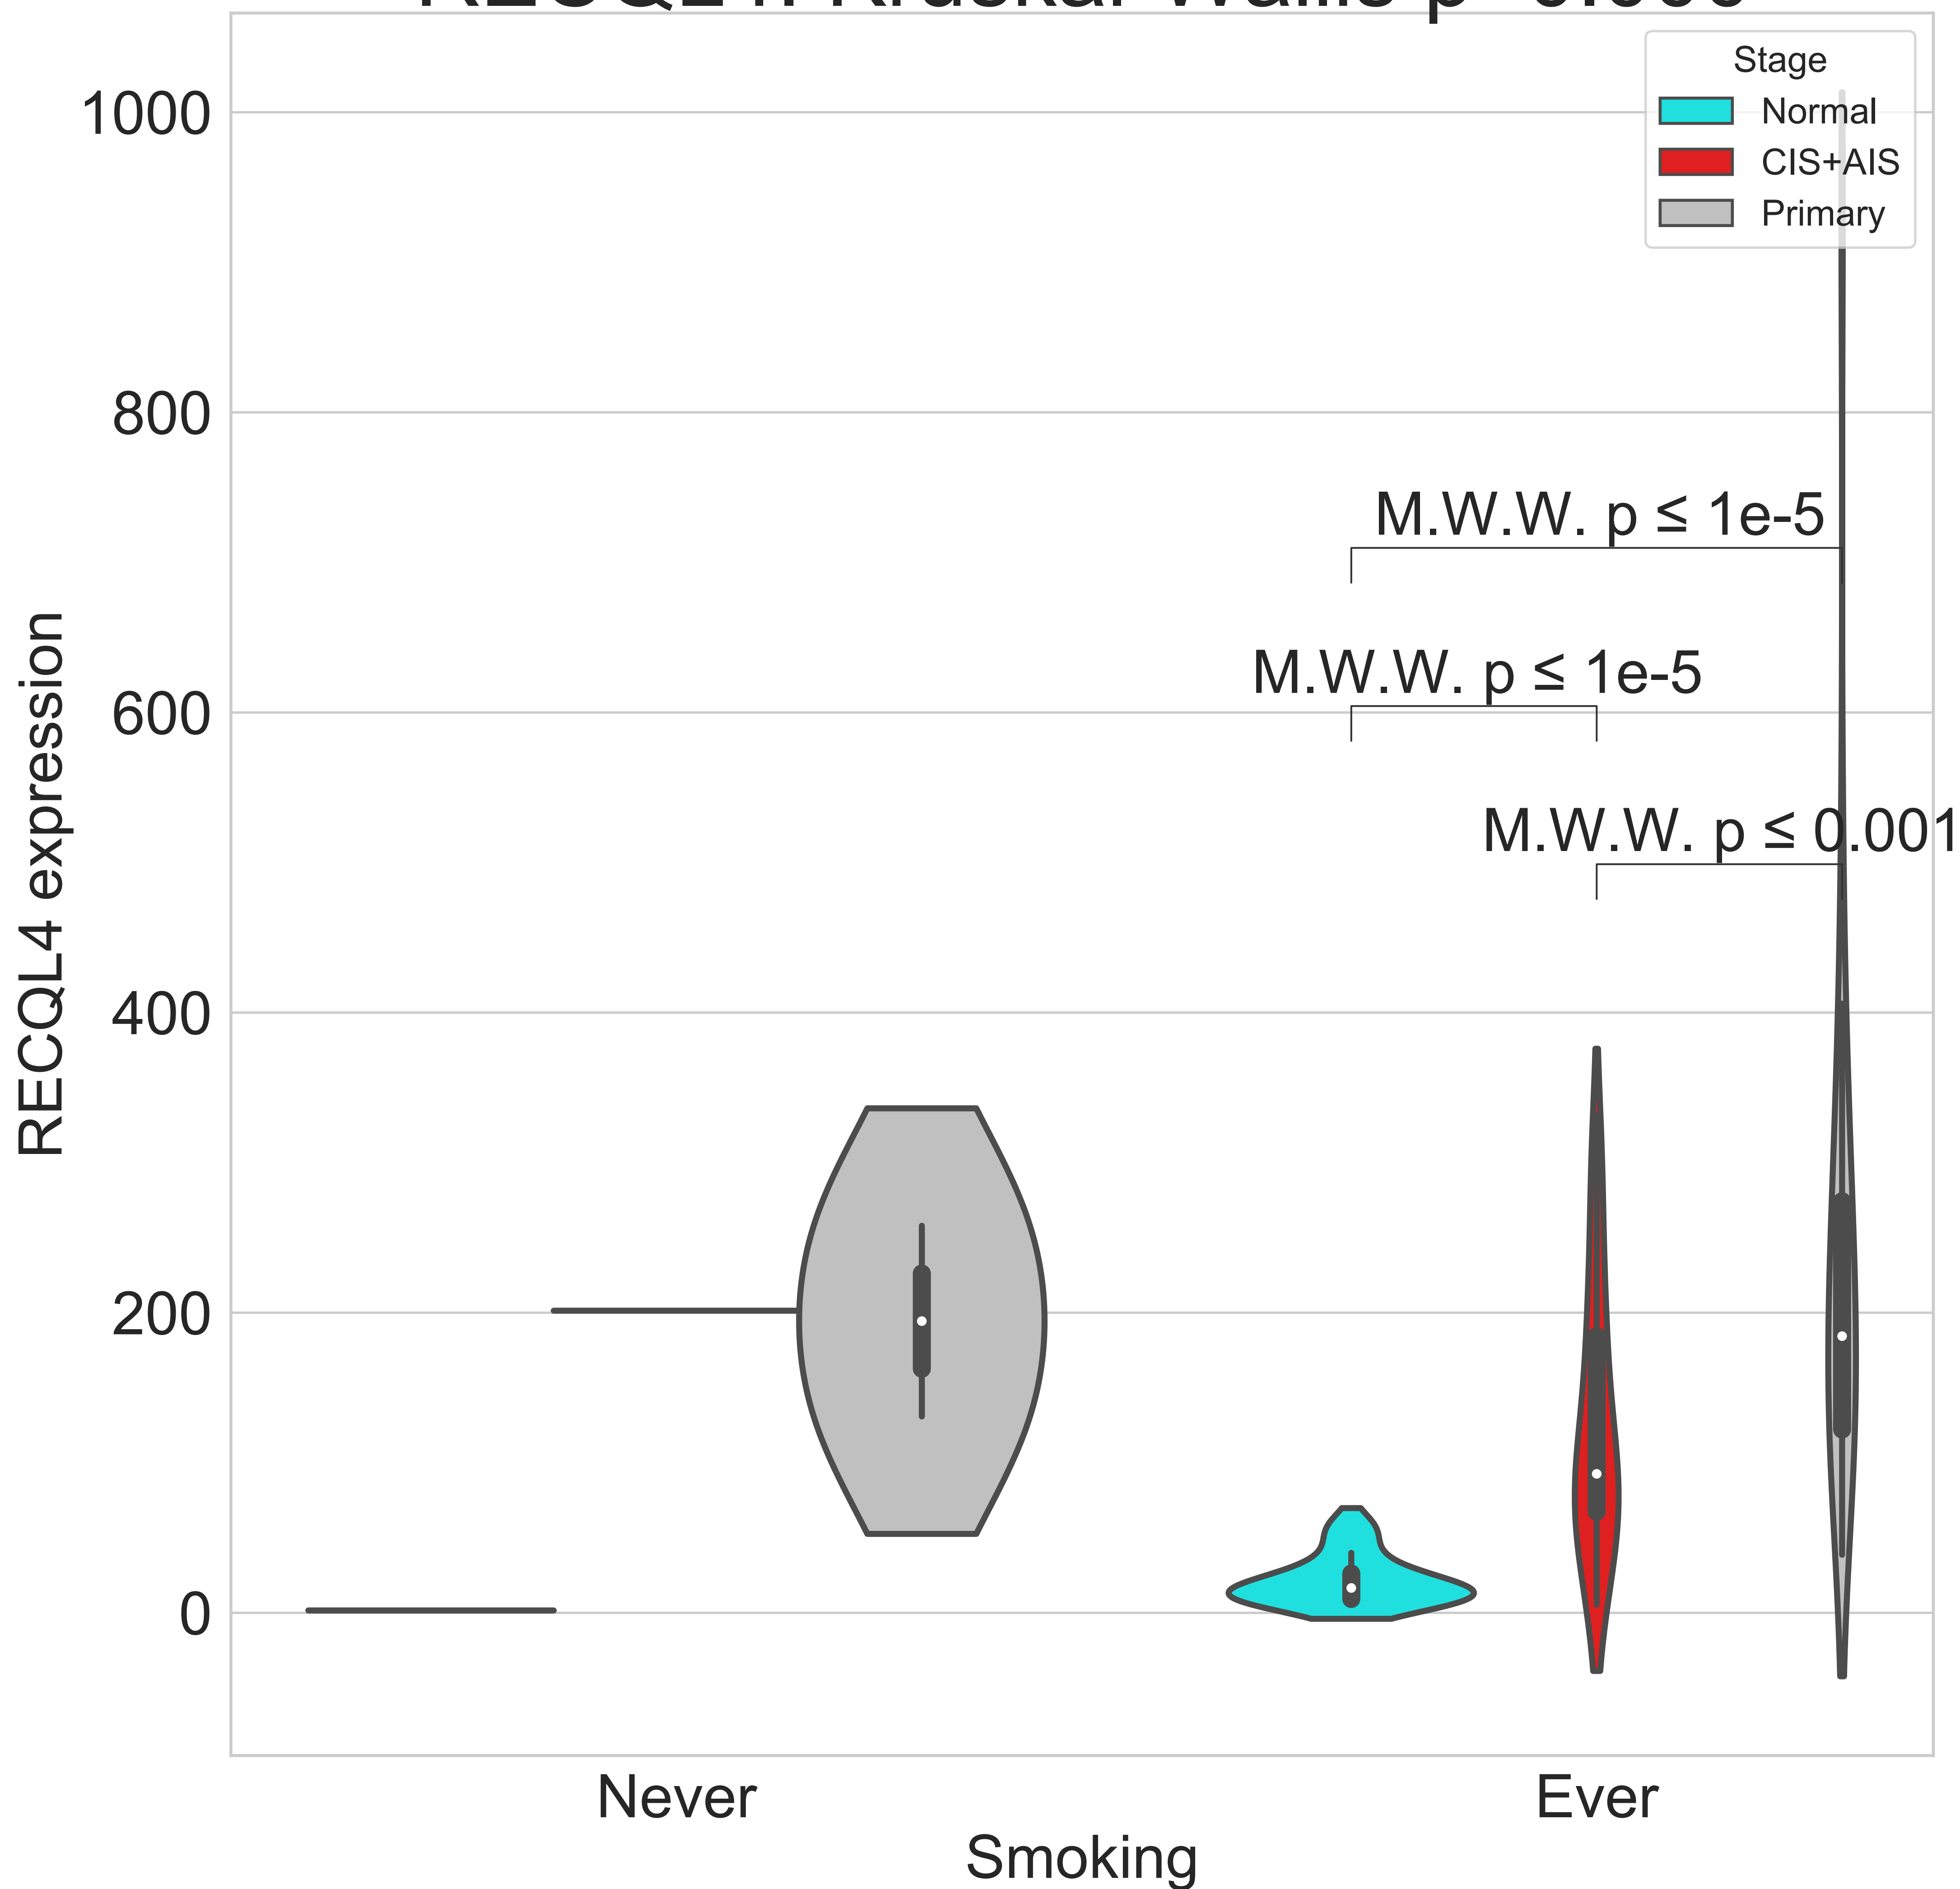 Stage
Normal
CIS+AIS
Primary
1000
800
600
400
200
0
RECQL4 expression
M.W.W. p ≤ 1e-5
M.W.W. p ≤ 1e-5
M.W.W. p ≤ 0.001
Never
Ever
Smoking